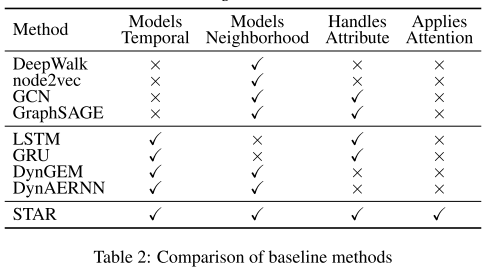 Method Models Temporal Models Neighborhood Handles Attribute Applies Attention
DeepWalk × ✓ × ×
node2vec × ✓ × ×
GCN × ✓ ✓ ×
GraphSAGE × ✓ ✓ ×
LSTM ✓ × ✓ ×
GRU ✓ × ✓ ×
DynGEM ✓ ✓ × ×
DynAERNN ✓ ✓ × ×
STAR ✓ ✓ ✓ ✓
Table 2: Comparison of baseline methods